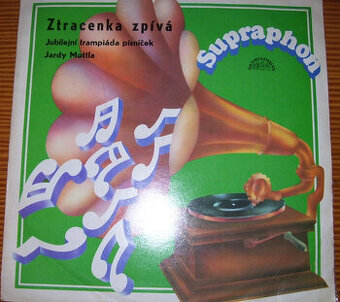 Ztracenka zpívá
Jubilejní trampiáda písniček
Jardy Mottla
Supraphon